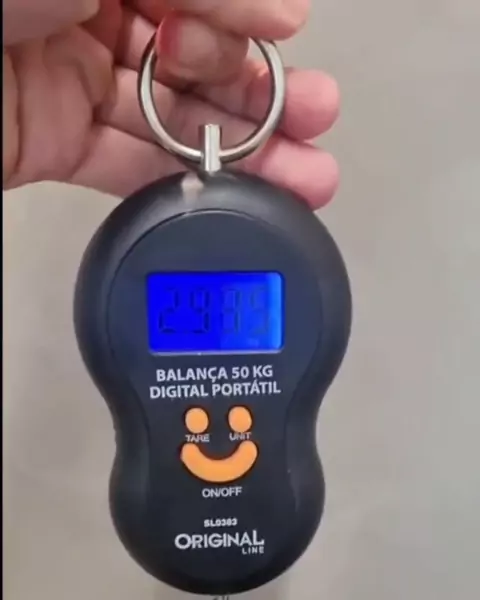 BALANÇA 50 KG
DIGITAL PORTÁTIL
TARE UNIT
ON/OFF
SL0383
ORIGINAL
LINE